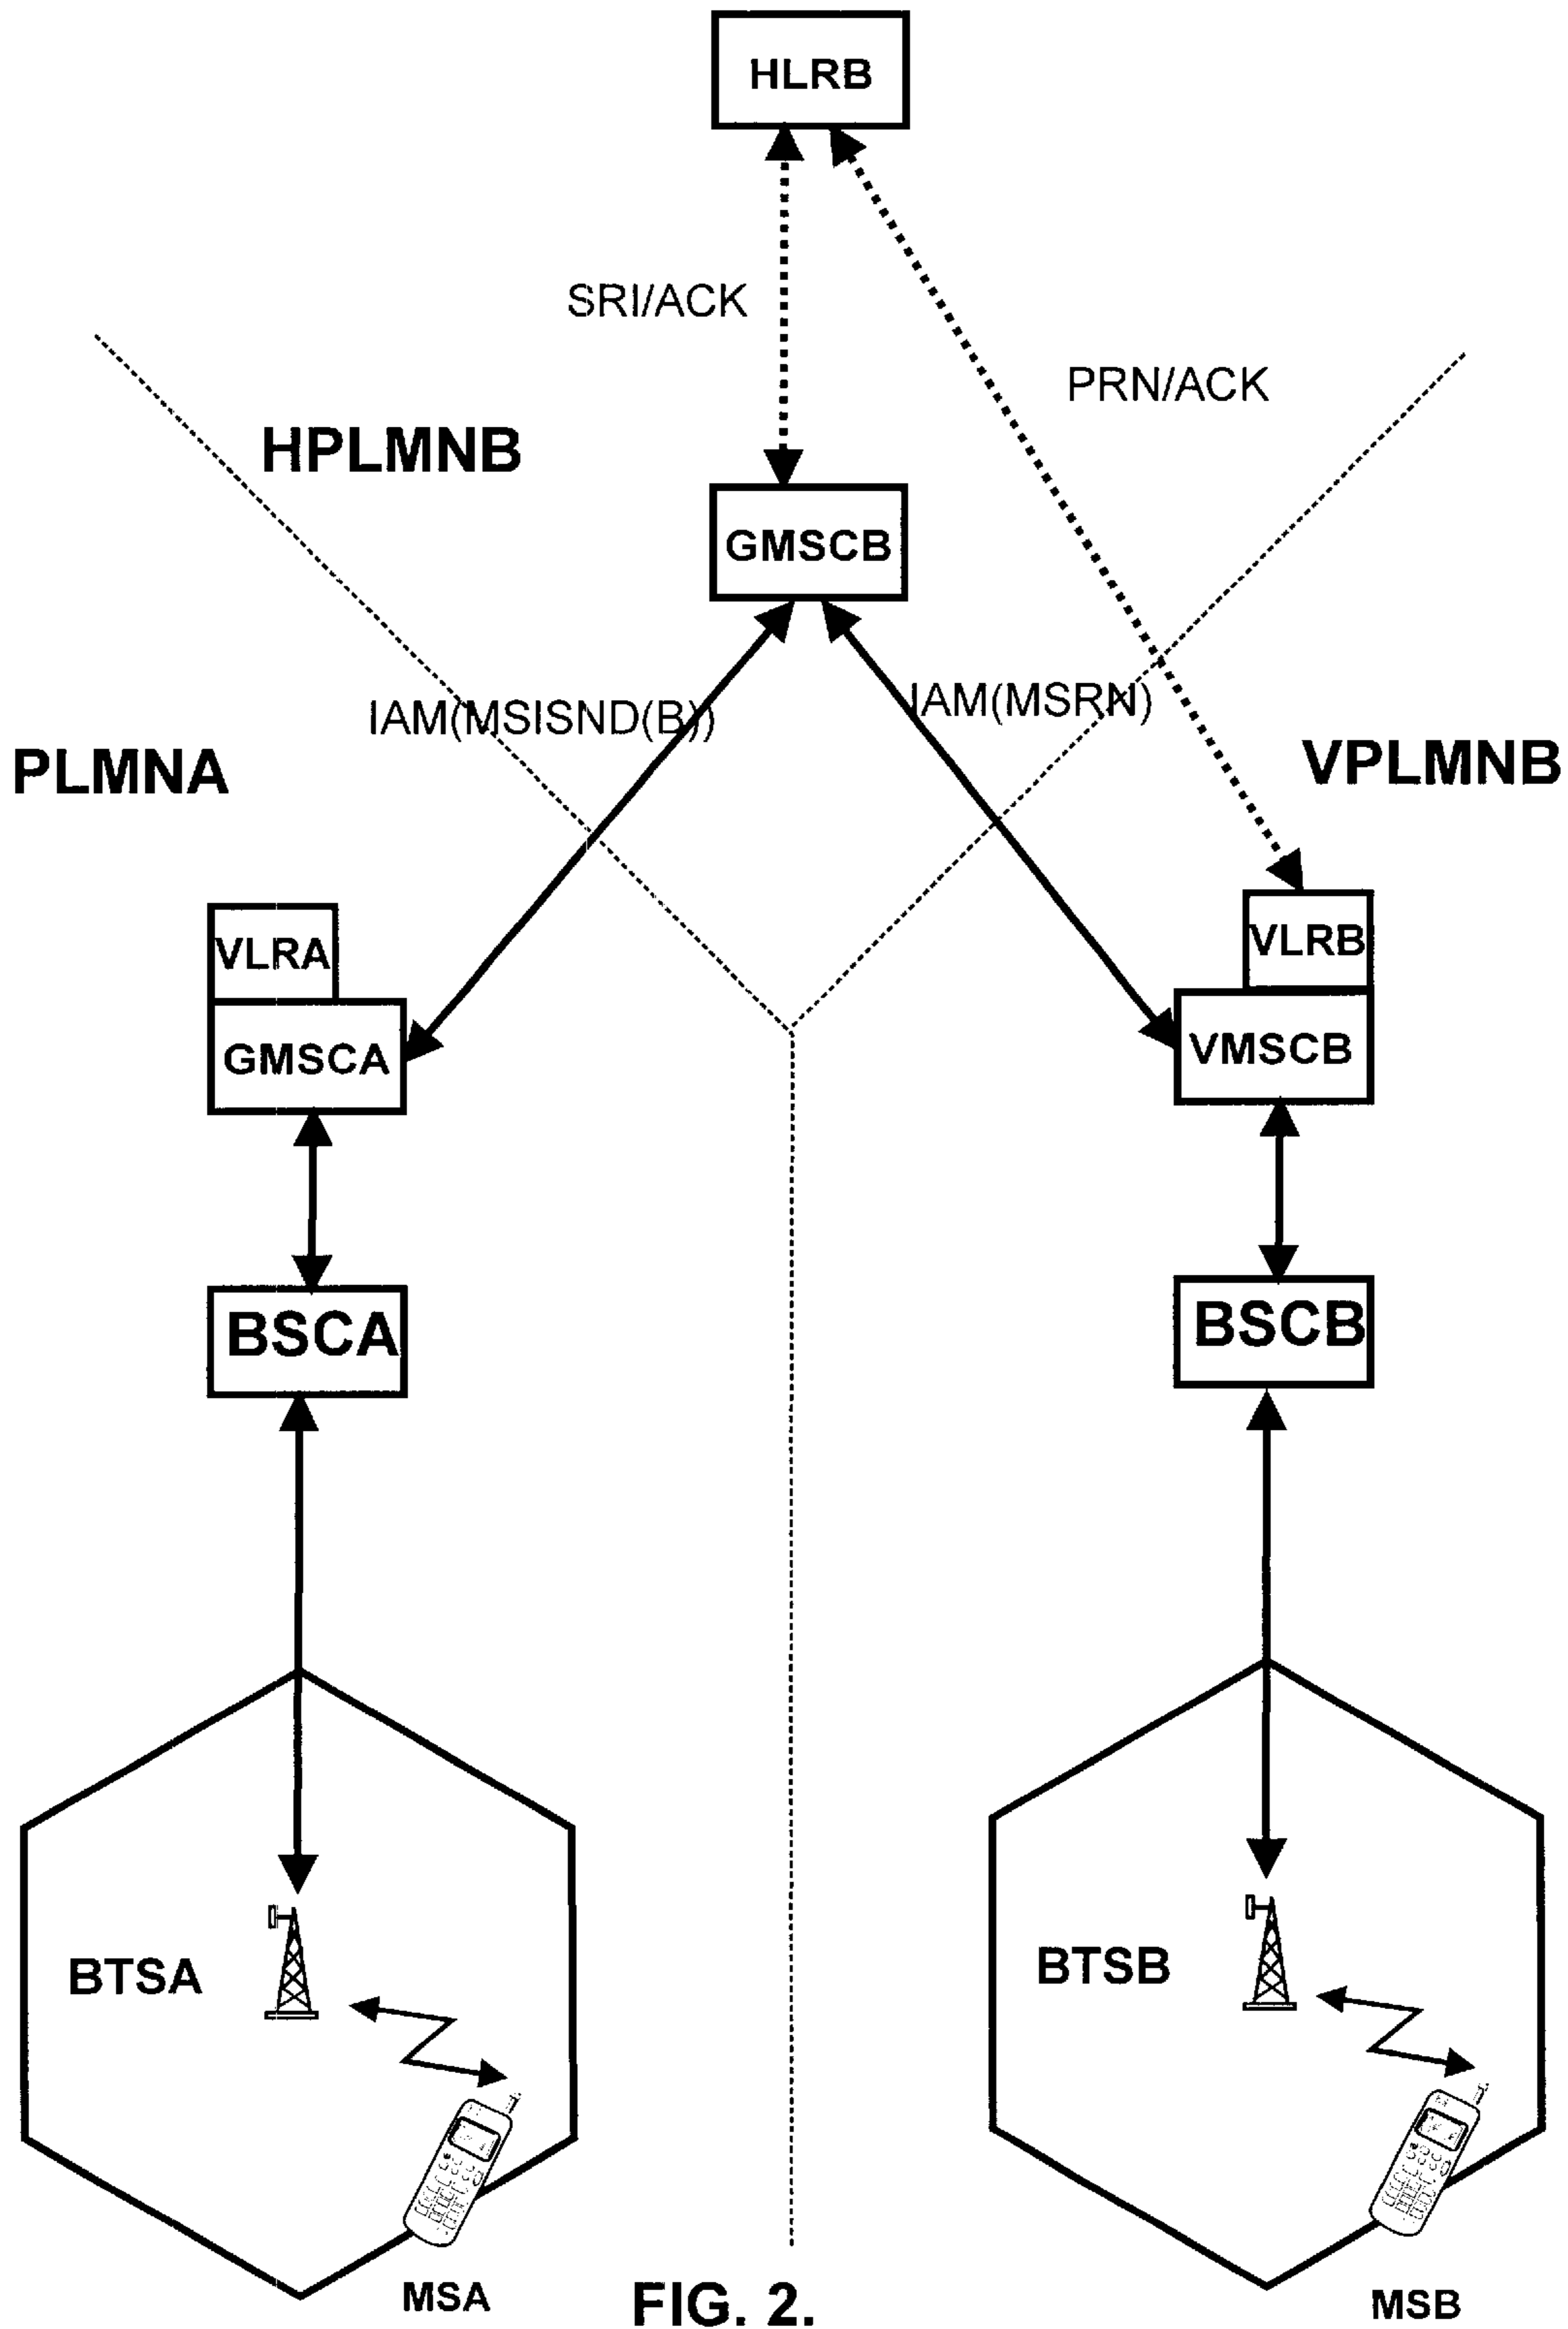 HLRB
SRI/ACK
PRN/ACK
HPLMNB
GMSCB
IAM(MSISND(B))
IAM(MSRN)
PLMNA
VPLMNB
VLRA
VLRB
GMSCA
VMSCB
BSCA
BSCB
BTSA
BTSB
MSA
FIG. 2.
MSB